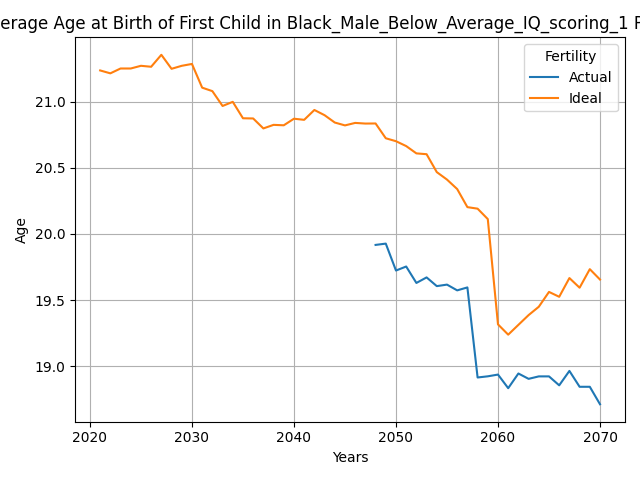 erage Age at Birth of First Child in Black_Male_Below_Average_IQ_scoring_1
Fertility
Actual
Ideal
21.0
20.5
20.0
19.5
19.0
Age
2020 2030 2040 2050 2060 2070
Years